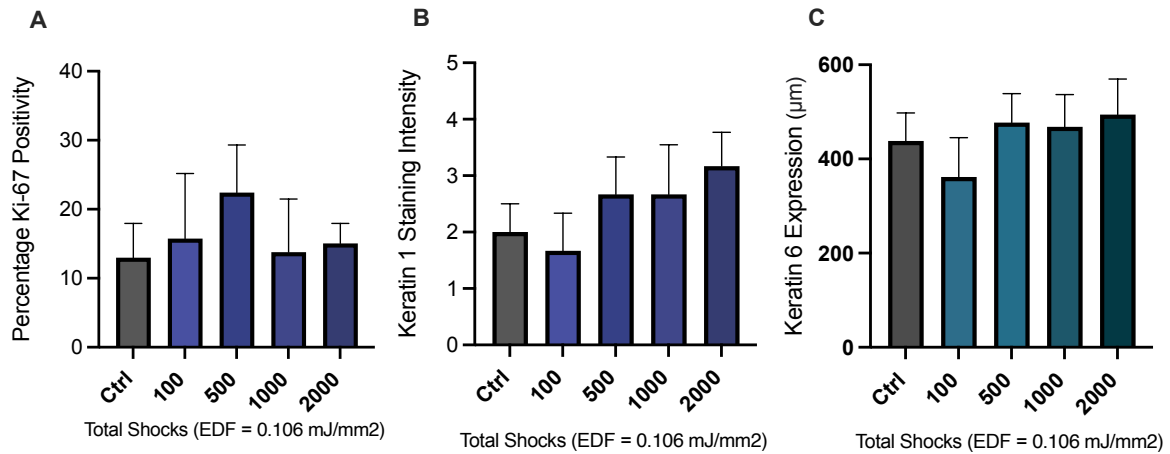 A
Percentage Ki-67 Positivity
40
30
20
10
0
Ctrl
100
500
1000
2000
Total Shocks (EDF = 0.106 mJ/mm2)
B
Keratin 1 Staining Intensity
5
4
3
2
1
0
Ctrl
100
500
1000
2000
Total Shocks (EDF = 0.106 mJ/mm2)
C
Keratin 6 Expression (µm)
600
400
200
0
Ctrl
100
500
1000
2000
Total Shocks (EDF = 0.106 mJ/mm2)